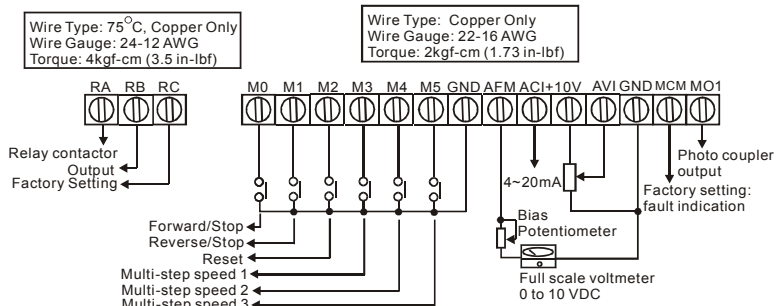 Wire Type: 75°C, Copper Only
Wire Gauge: 24-12 AWG
Torque: 4kgf-cm (3.5 in-lbf)
Wire Type: Copper Only
Wire Gauge: 22-16 AWG
Torque: 2kgf-cm (1.73 in-lbf)
RA RB RC
M0 M1 M2 M3 M4 M5 GND AFM ACI +10V AVI GND MCM MO1
Relay contactor
Output
Factory Setting
4~20mA
Photo coupler
output
Factory setting:
fault indication
Bias
Potentiometer
Forward/Stop
Reverse/Stop
Reset
Multi-step speed 1
Multi-step speed 2
Multi-step speed 3
Full scale voltmeter
0 to 10 VDC